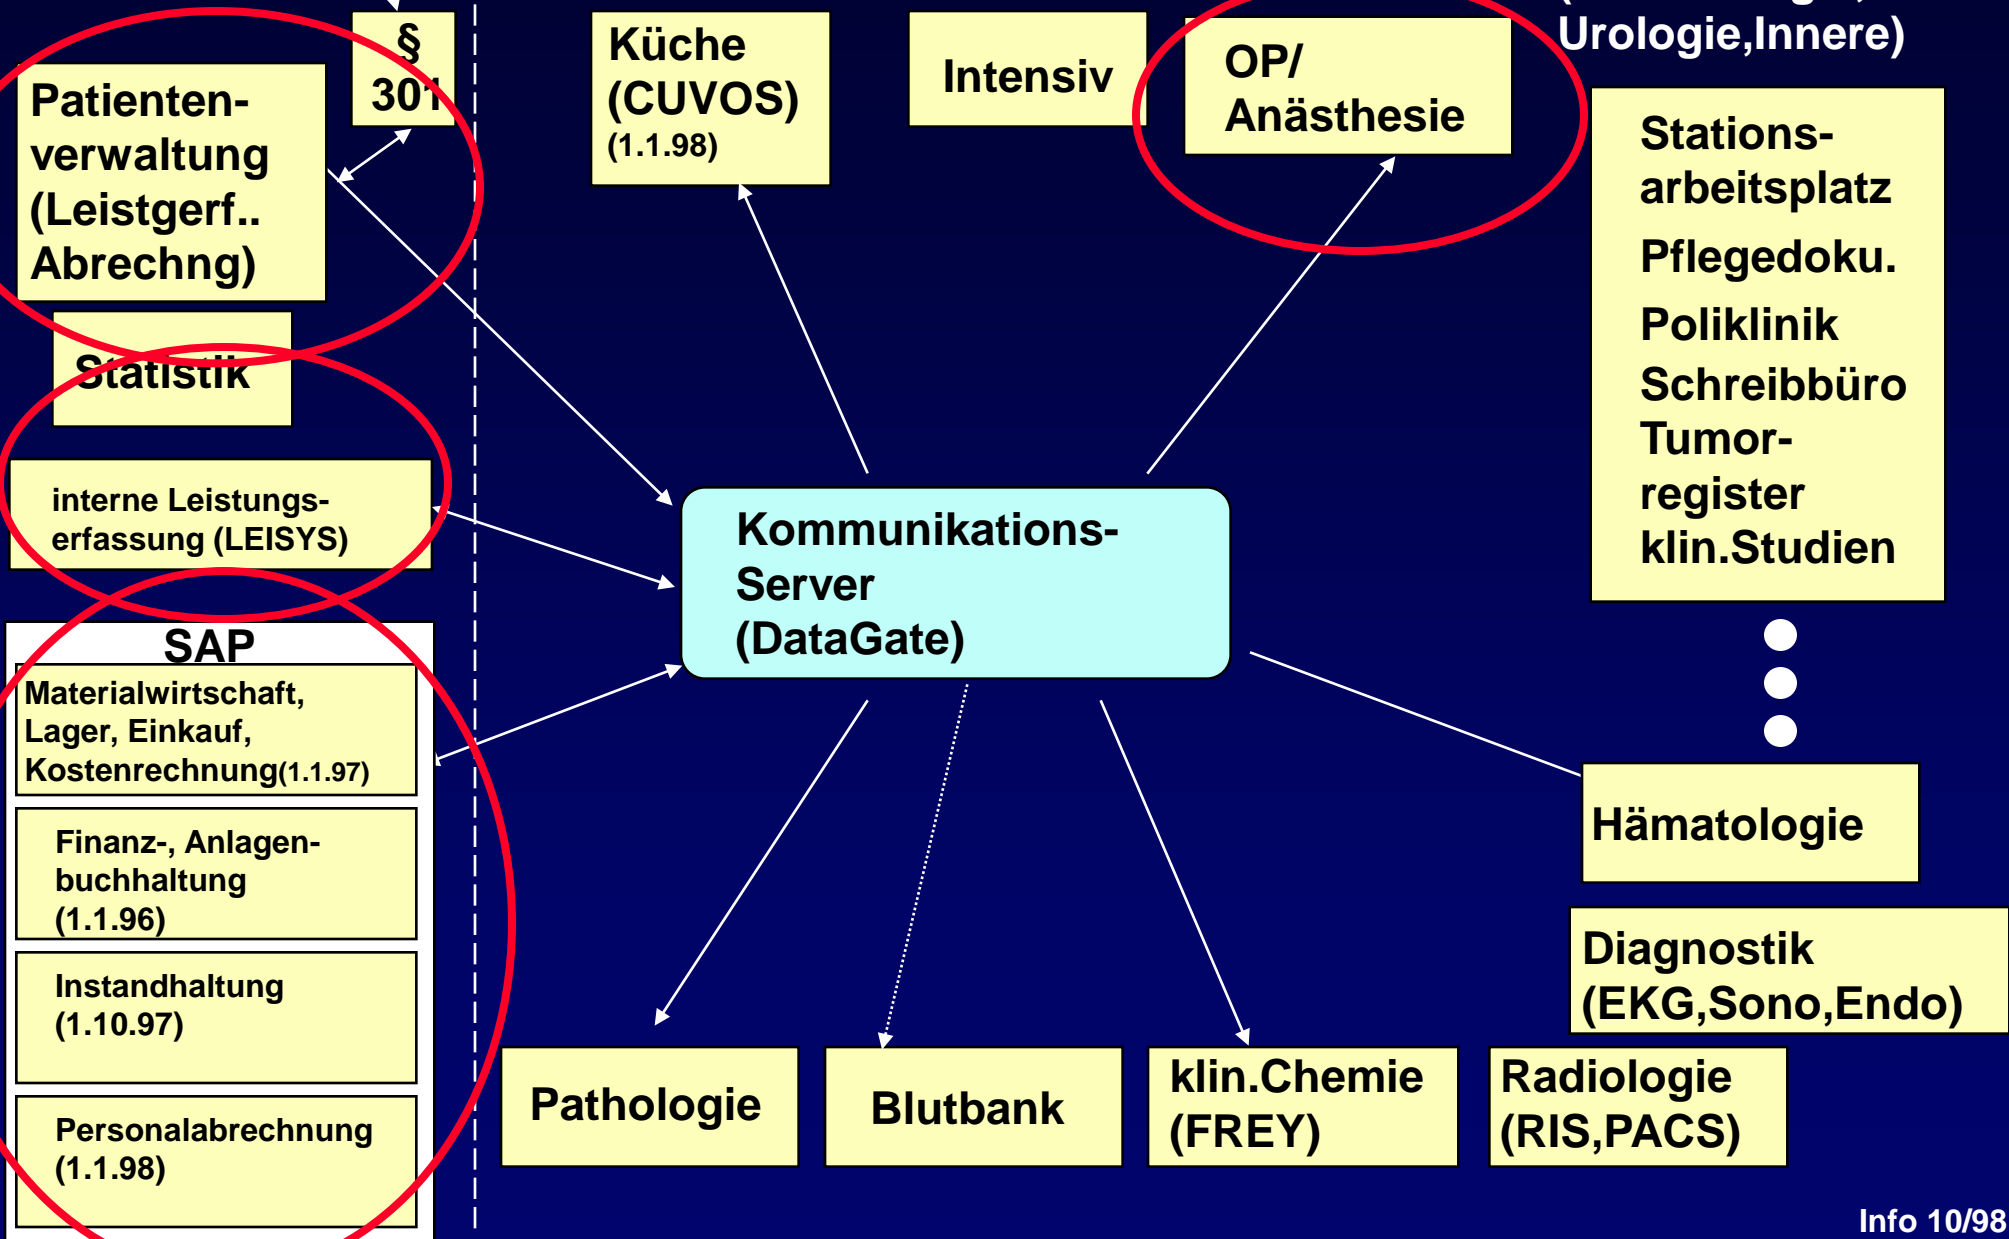 §
301
Patienten-
verwaltung
(Leistgerf..
Abrechng)
Statistik
interne Leistungs-
erfassung (LEISYS)
SAP
Materialwirtschaft,
Lager, Einkauf,
Kostenrechnung(1.1.97)
Finanz-, Anlagen-
buchhaltung
(1.1.96)
Instandhaltung
(1.10.97)
Personalabrechnung
(1.1.98)
Küche
(CUVOS)
(1.1.98)
Intensiv
OP/
Anästhesie
Urologie,Innere)
Stations-
arbeitsplatz
Pflegedoku.
Poliklinik
Schreibbüro
Tumor-
register
klin.Studien
Kommunikations-
Server
(DataGate)
Hämatologie
Diagnostik
(EKG,Sono,Endo)
Pathologie
Blutbank
klin.Chemie
(FREY)
Radiologie
(RIS,PACS)
Info 10/98